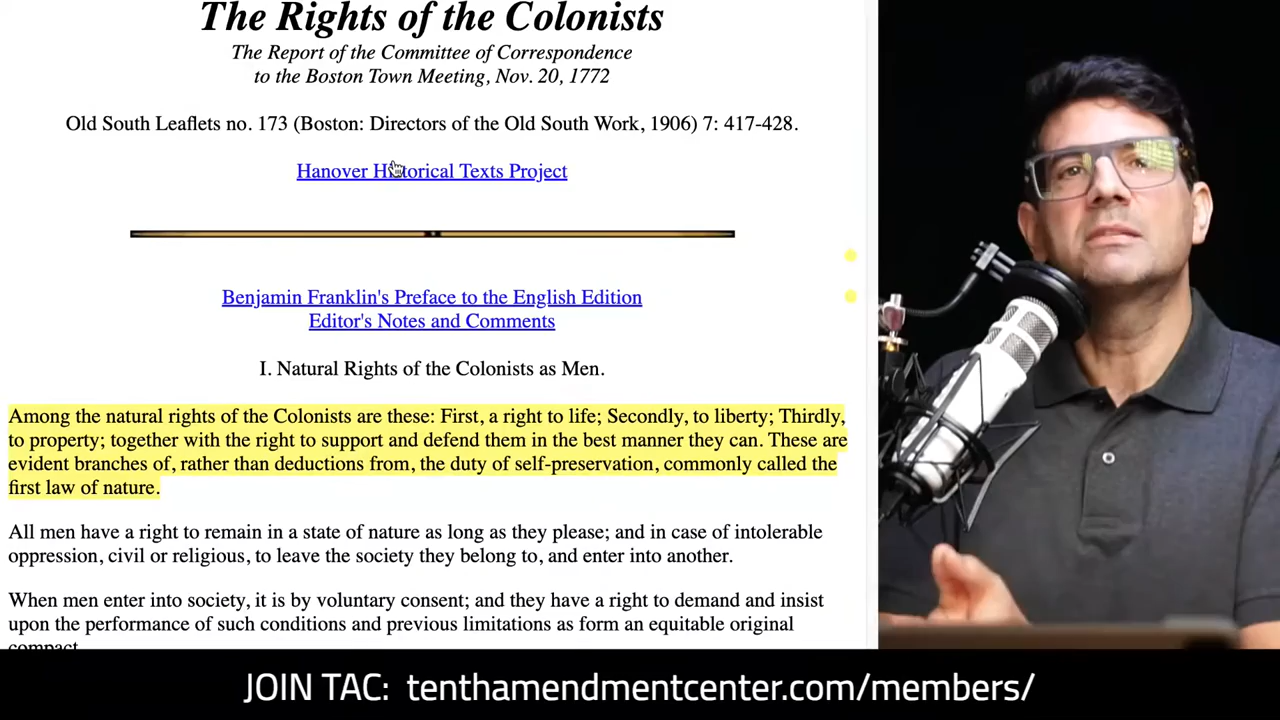 The Rights of the Colonists
The Report of the Committee of Correspondence
to the Boston Town Meeting, Nov. 20, 1772
Old South Leaflets no. 173 (Boston: Directors of the Old South Work, 1906) 7: 417-428.
Hanover Historical Texts Project
Benjamin Franklin's Preface to the English Edition
Editor's Notes and Comments
I. Natural Rights of the Colonists as Men.
Among the natural rights of the Colonists are these: First, a right to life; Secondly, to liberty; Thirdly,
to property; together with the right to support and defend them in the best manner they can. These are
evident branches of, rather than deductions from, the duty of self-preservation, commonly called the
first law of nature.
All men have a right to remain in a state of nature as long as they please; and in case of intolerable
oppression, civil or religious, to leave the society they belong to, and enter into another.
When men enter into society, it is by voluntary consent; and they have a right to demand and insist
upon the performance of such conditions and previous limitations as form an equitable original
compact.
JOIN TAC: tenthamendmentcenter.com/members/